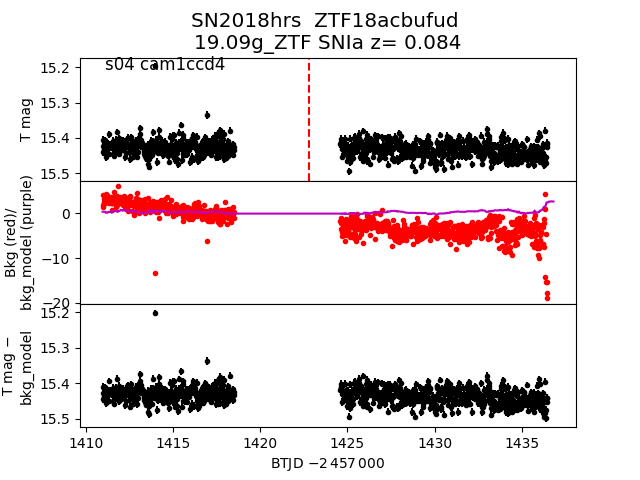 SN2018hrs  ZTF18acbufud
19.09g_ZTF SNIa z= 0.084
s04 cam1ccd4
15.2
15.3
15.4
15.5
T mag
0
−10
−20
Bkg (red)/
bkg_model (purple)
15.2
15.3
15.4
15.5
T mag −
bkg_model
1410 1415 1420 1425 1430 1435
BTJD −2 457 000